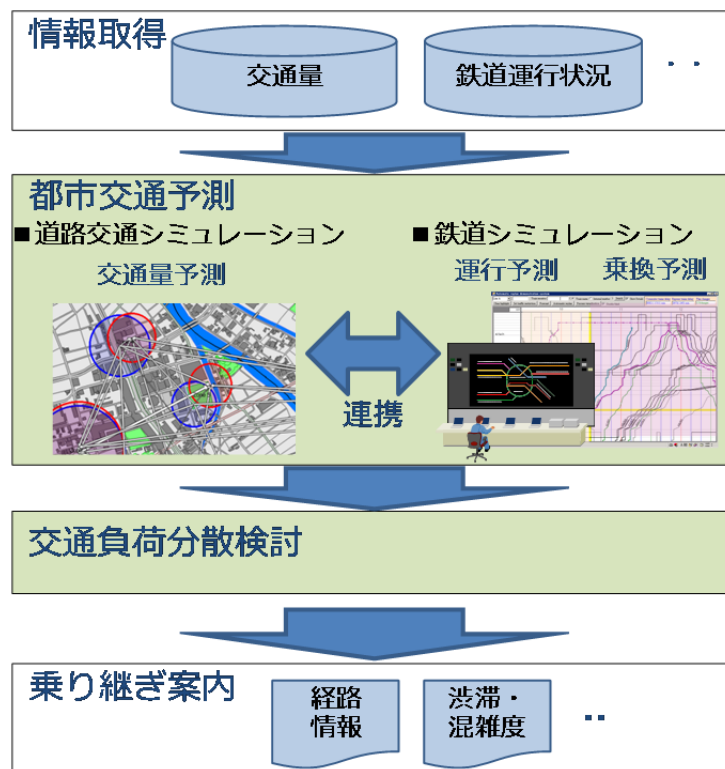 情報取得
交通量
鉄道運行状況
・・
都市交通予測
■道路交通シミュレーション
交通量予測
■鉄道シミュレーション
運行予測 乗換予測
連携
交通負荷分散検討
乗り継ぎ案内
経路
情報
渋滞・
混雑度
・・